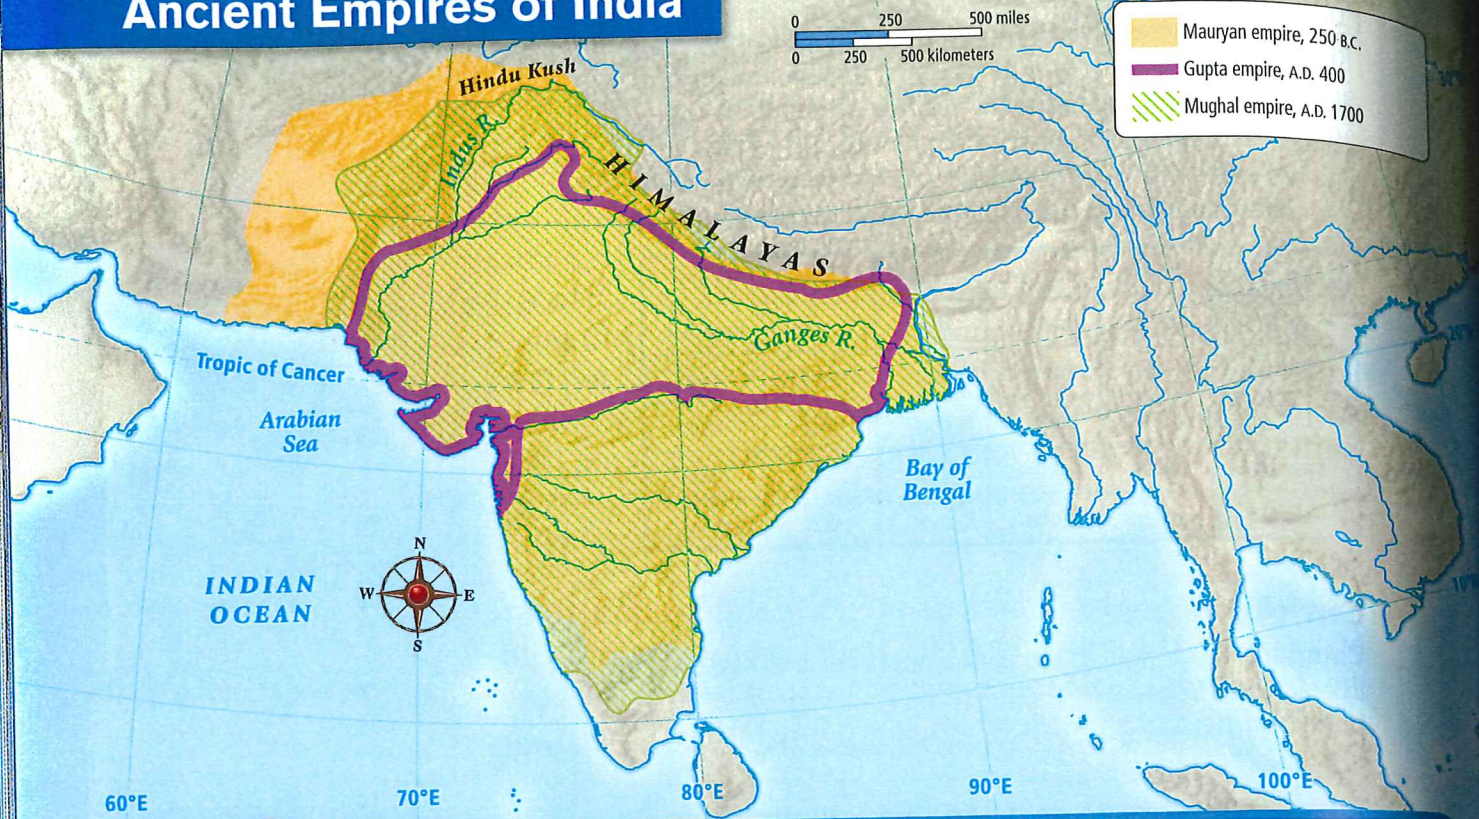 Ancient Empires of India
0 250 500 miles
0 250 500 kilometers
Mauryan empire, 250 B.C.
Gupta empire, A.D. 400
Mughal empire, A.D. 1700
Hindu Kush
Indus R.
HIMALAYAS
Ganges R.
Tropic of Cancer
Arabian
Sea
Bay of
Bengal
INDIAN
OCEAN
N
W E
S
20°
10°
60°E
70°E
80°E
90°E
100°E